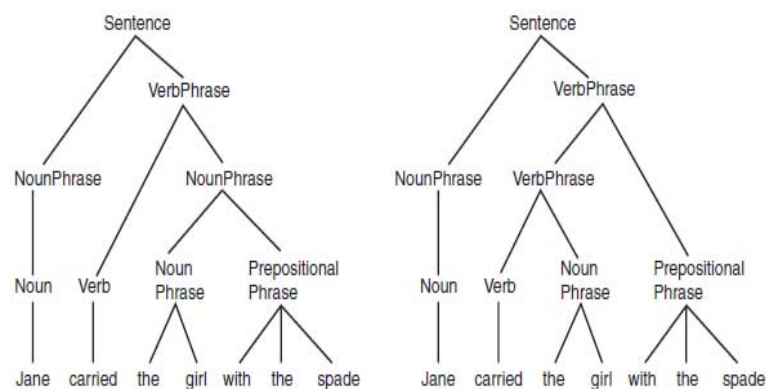 Sentence Sentence
VerbPhrase VerbPhrase
NounPhrase NounPhrase NounPhrase VerbPhrase
Noun Verb Noun Phrase Prepositional Phrase Noun Verb Noun Phrase Prepositional Phrase
Jane carried the girl with the spade Jane carried the girl with the spade